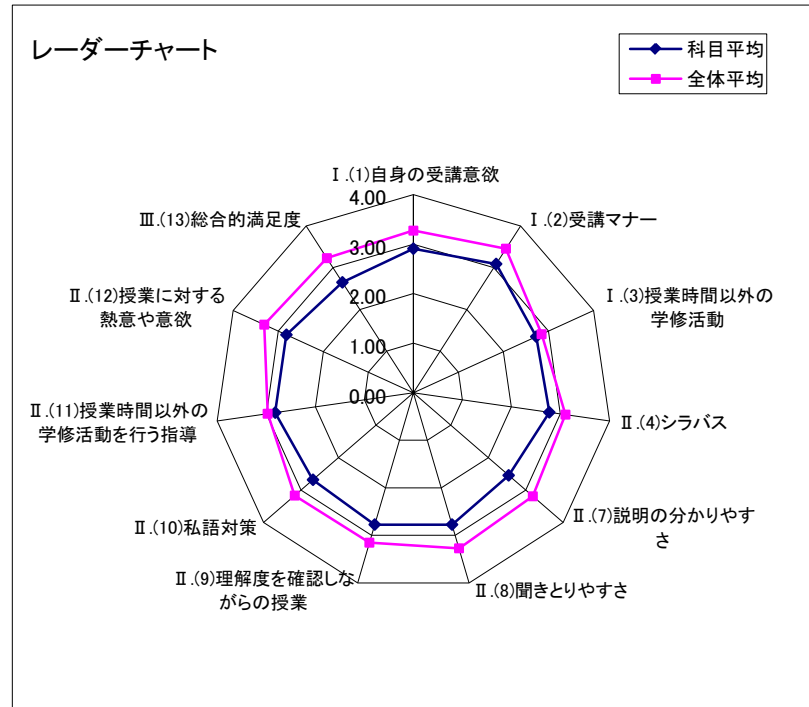 レーダーチャート
科目平均
全体平均
Ⅰ.(1)自身の受講意欲
Ⅰ.(2)受講マナー
Ⅰ.(3)授業時間以外の
学修活動
Ⅱ.(4)シラバス
Ⅱ.(7)説明の分かりやす
さ
Ⅱ.(8)聞きとりやすさ
Ⅱ.(9)理解度を確認しな
がらの授業
Ⅱ.(10)私語対策
Ⅱ.(11)授業時間以外の
学修活動を行う指導
Ⅱ.(12)授業に対する
熱意や意欲
Ⅲ.(13)総合的満足度
4.00
3.00
2.00
1.00
0.00